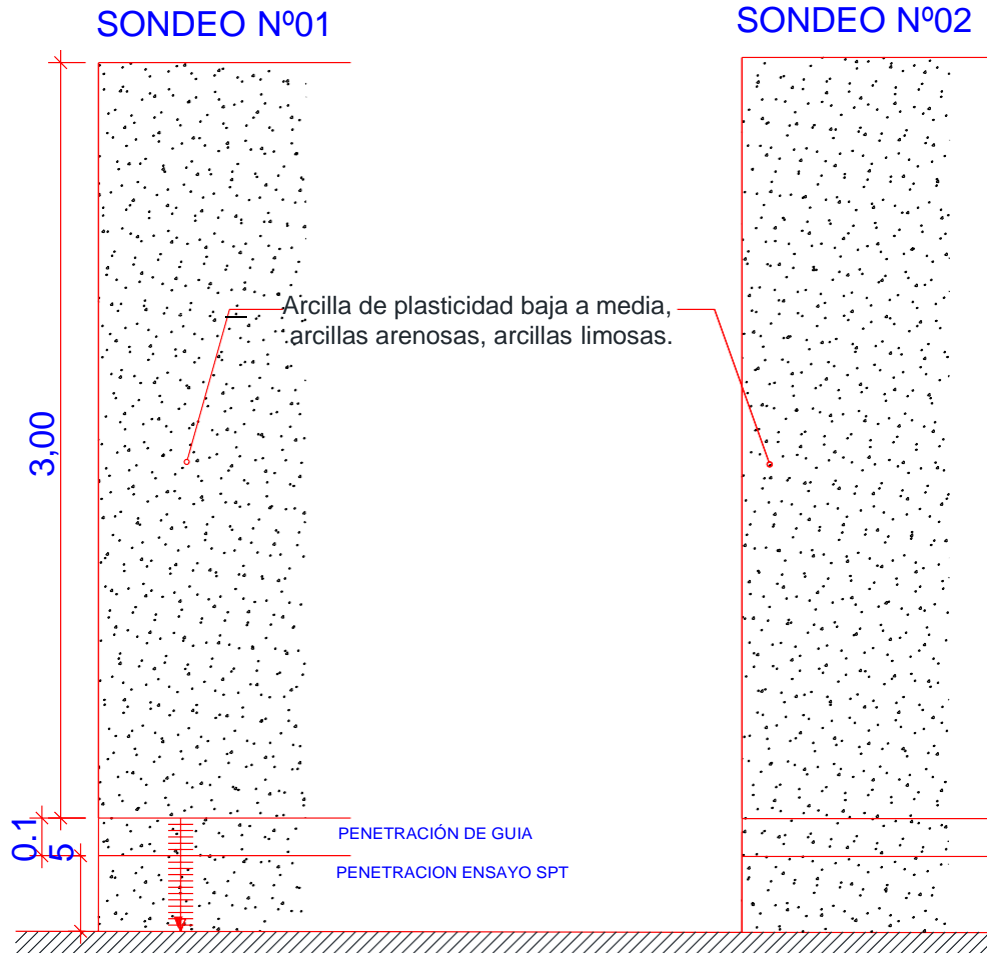 SONDEO Nº01
SONDEO Nº02
Arcilla de plasticidad baja a media,
arcillas arenosas, arcillas limosas.
3,00
0.1
5
PENETRACIÓN DE GUIA
PENETRACION ENSAYO SPT